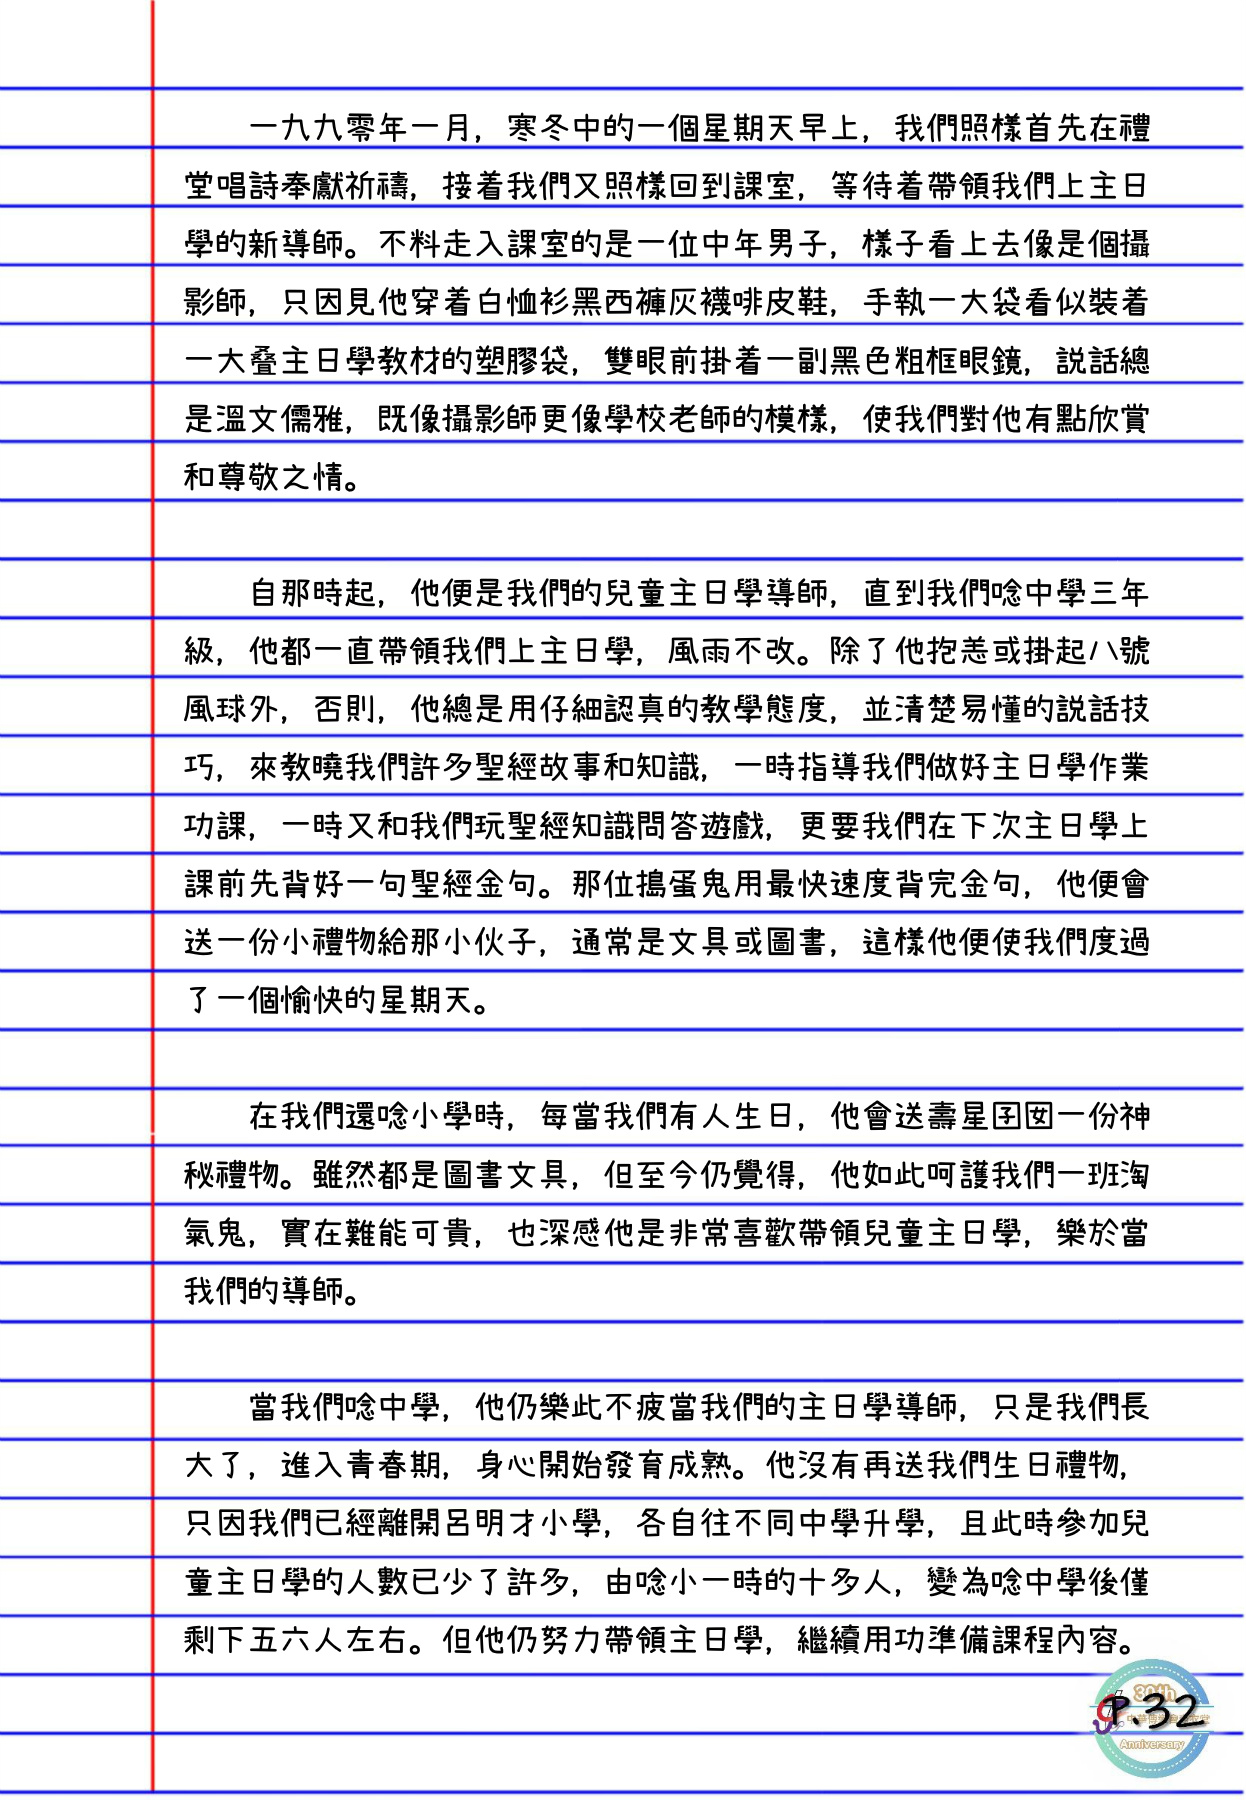 一九九零年一月，寒冬中的一個星期天早上，我們照樣首先在禮
堂唱詩奉獻祈禱，接着我們又照樣回到課室，等待着帶領我們上主日
學的新導師。不料走入課室的是一位中年男子，樣子看上去像是個攝
影師，只因見他穿着白恤衫黑西褲灰襪啡皮鞋，手執一大袋看似裝着
一大叠主日學教材的塑膠袋，雙眼前掛着一副黑色粗框眼鏡，説話總
是溫文儒雅，既像攝影師更像學校老師的模樣，使我們對他有點欣賞
和尊敬之情。
自那時起，他便是我們的兒童主日學導師，直到我們唸中學三年
級，他都一直帶領我們上主日學，風雨不改。除了他抱恙或掛起八號
風球外，否則，他總是用仔細認真的教學態度，並清楚易懂的説話技
巧，來教曉我們許多聖經故事和知識，一時指導我們做好主日學作業
功課，一時又和我們玩聖經知識問答遊戲，更要我們在下次主日學上
課前先背好一句聖經金句。那位搗蛋鬼用最快速度背完金句，他便會
送一份小禮物給那小伙子，通常是文具或圖書，這樣他便使我們度過
了一個愉快的星期天。
在我們還唸小學時，每當我們有人生日，他會送壽星囝囡一份神
秘禮物。雖然都是圖書文具，但至今仍覺得，他如此呵護我們一班淘
氣鬼，實在難能可貴，也深感他是非常喜歡帶領兒童主日學，樂於當
我們的導師。
當我們唸中學，他仍樂此不疲當我們的主日學導師，只是我們長
大了，進入青春期，身心開始發育成熟。他沒有再送我們生日禮物，
只因我們已經離開呂明才小學，各自往不同中學升學，且此時參加兒
童主日學的人數已少了許多，由唸小一時的十多人，變為唸中學後僅
剩下五六人左右。但他仍努力帶領主日學，繼續用功準備課程內容。
30th
P.32
Anniversary